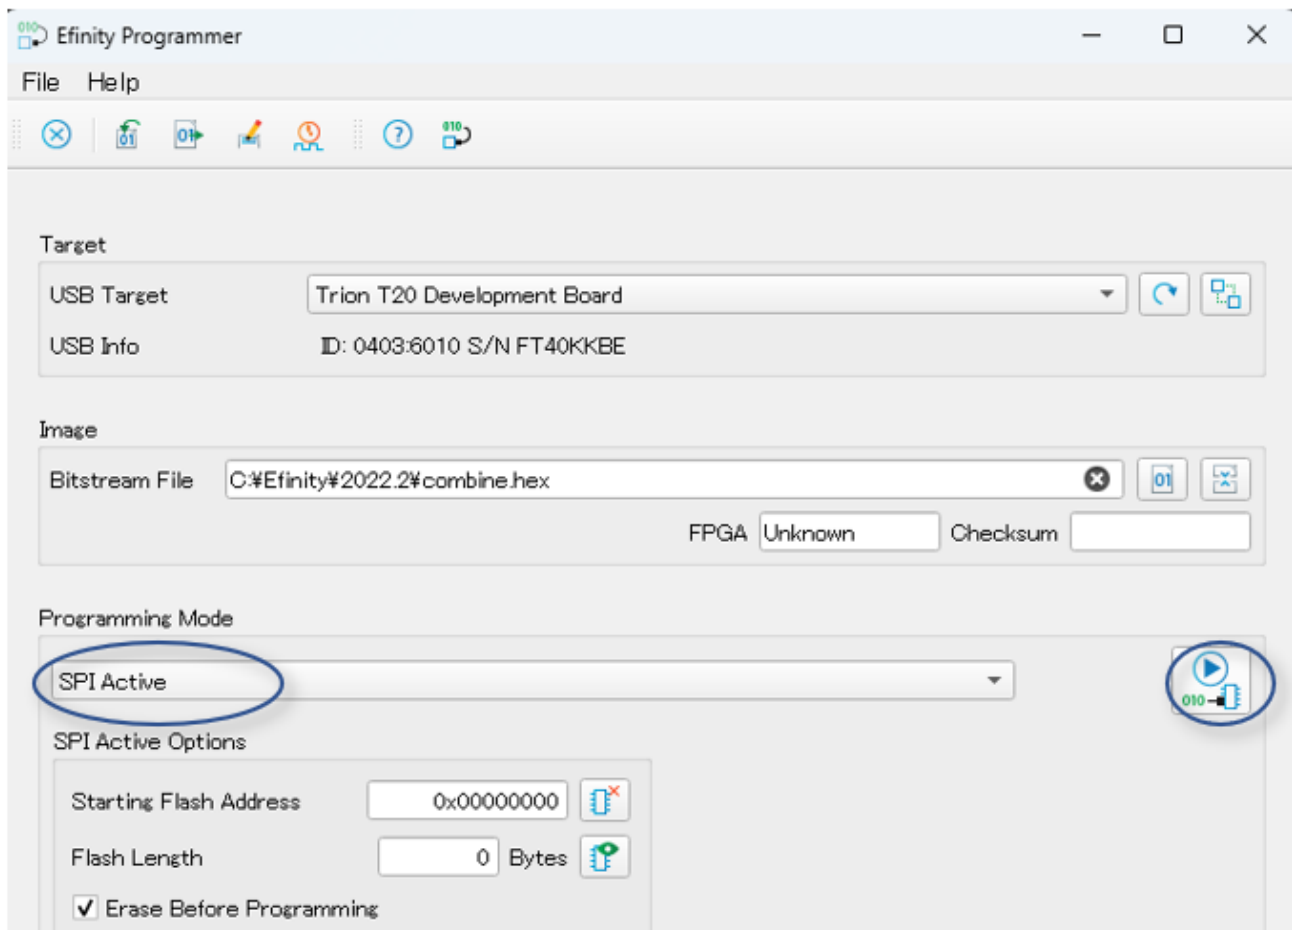 Efinity Programmer
File Help
Target
USB Target Trion T20 Development Board
USB Info ID: 0403:6010 S/N FT40KKBE
Image
Bitstream File C:¥Efinity¥2022.2¥combine.hex
FPGA Unknown Checksum
Programming Mode
SPI Active
010
SPI Active Options
Starting Flash Address 0x00000000
Flash Length 0 Bytes
Erase Before Programming